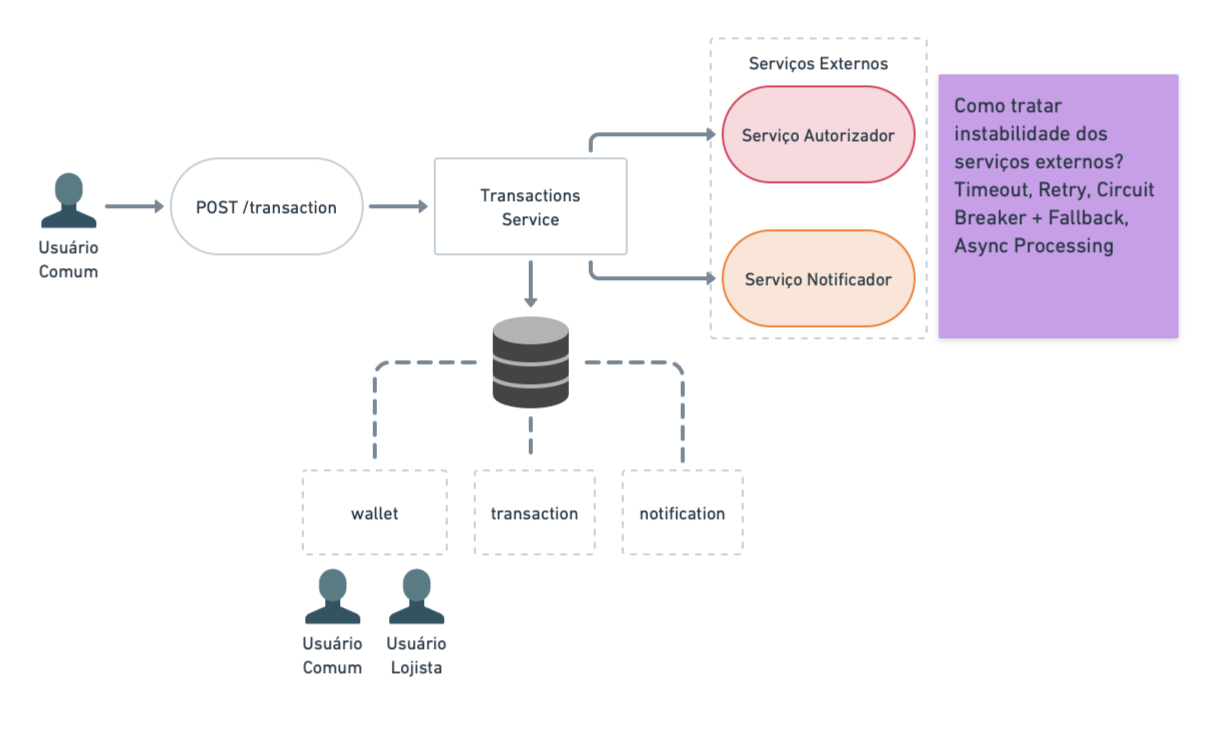 Serviços Externos
Serviço Autorizador
Como tratar
instabilidade dos
serviços externos?
Timeout, Retry, Circuit
Breaker + Fallback,
Async Processing
Usuário
Comum
POST /transaction
Transactions
Service
Serviço Notificador
wallet
transaction
notification
Usuário
Comum
Usuário
Lojista